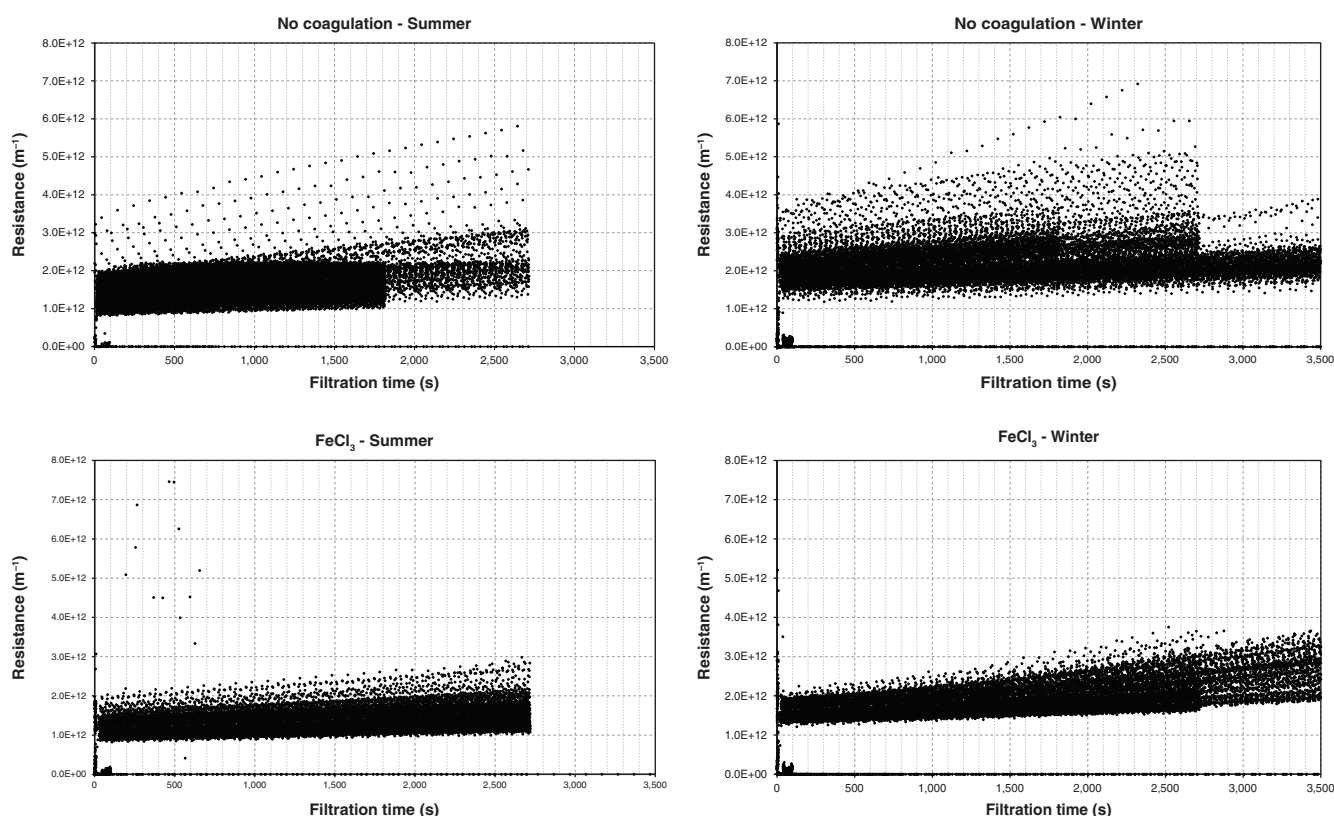 No coagulation - Summer
8.0E+12
7.0E+12
6.0E+12
5.0E+12
4.0E+12
3.0E+12
2.0E+12
1.0E+12
0.0E+00
Resistance (m⁻¹)
0 500 1,000 1,500 2,000 2,500 3,000 3,500
Filtration time (s)
No coagulation - Winter
8.0E+12
7.0E+12
6.0E+12
5.0E+12
4.0E+12
3.0E+12
2.0E+12
1.0E+12
0.0E+00
Resistance (m⁻¹)
0 500 1,000 1,500 2,000 2,500 3,000 3,500
Filtration time (s)
FeCl₃ - Summer
8.0E+12
7.0E+12
6.0E+12
5.0E+12
4.0E+12
3.0E+12
2.0E+12
1.0E+12
0.0E+00
Resistance (m⁻¹)
0 500 1,000 1,500 2,000 2,500 3,000 3,500
Filtration time (s)
FeCl₃ - Winter
8.0E+12
7.0E+12
6.0E+12
5.0E+12
4.0E+12
3.0E+12
2.0E+12
1.0E+12
0.0E+00
Resistance (m⁻¹)
0 500 1,000 1,500 2,000 2,500 3,000 3,500
Filtration time (s)